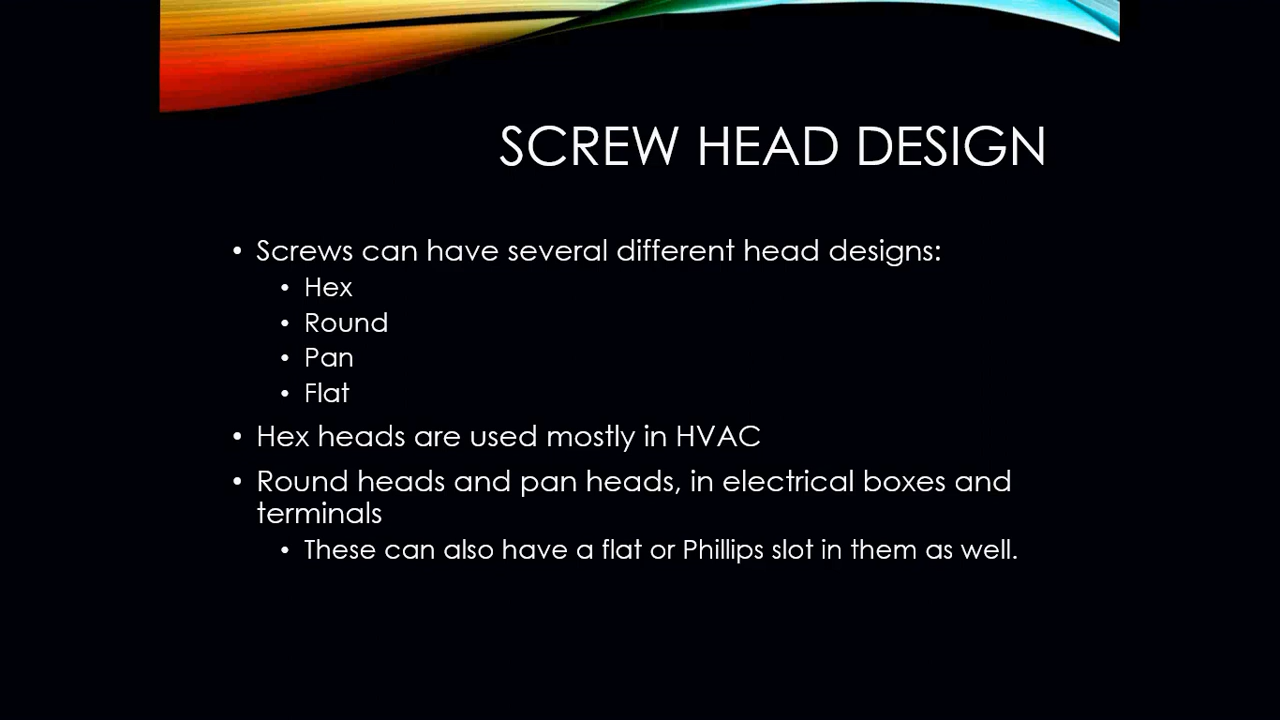 SCREW HEAD DESIGN
• Screws can have several different head designs:
• Hex
• Round
• Pan
• Flat
• Hex heads are used mostly in HVAC
• Round heads and pan heads, in electrical boxes and
terminals
• These can also have a flat or Phillips slot in them as well.